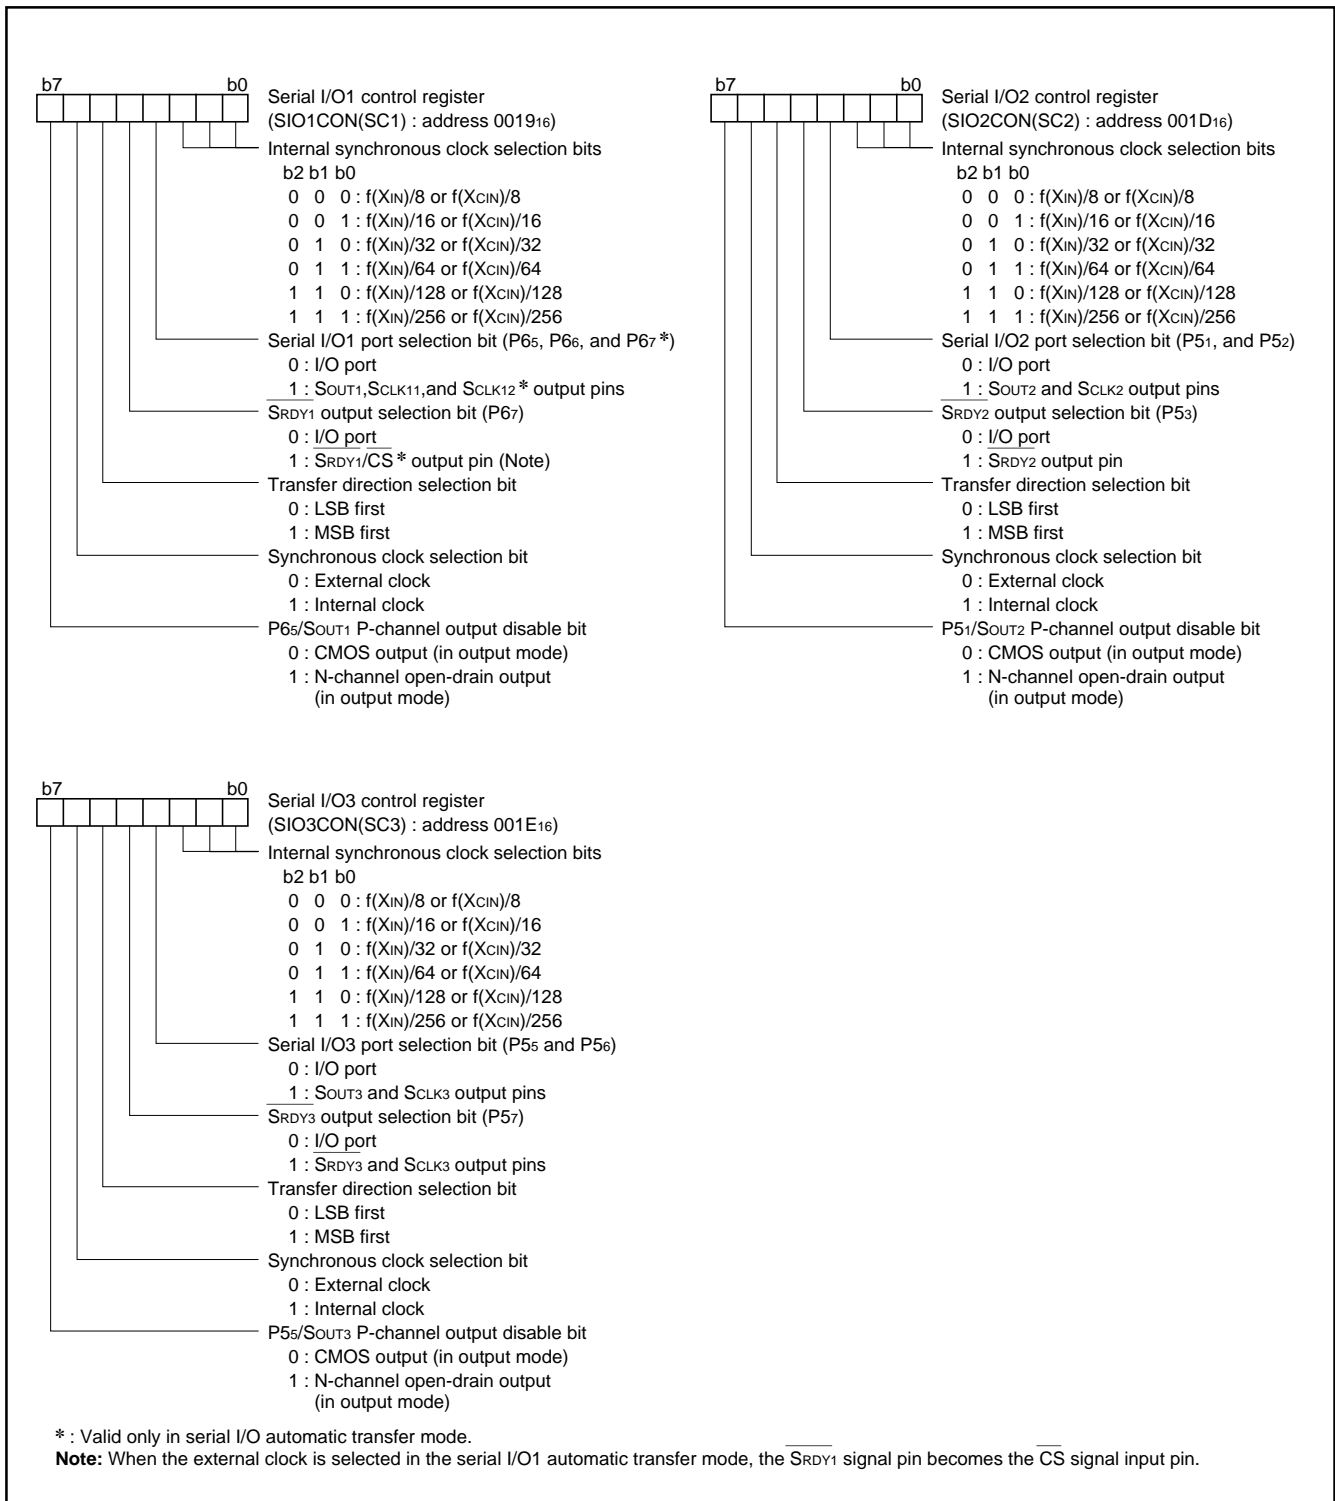 b7 b0
Serial I/O1 control register
(SIO1CON(SC1) : address 001916)
Internal synchronous clock selection bits
b2 b1 b0
0 0 0 : f(XIN)/8 or f(XCIN)/8
0 0 1 : f(XIN)/16 or f(XCIN)/16
0 1 0 : f(XIN)/32 or f(XCIN)/32
0 1 1 : f(XIN)/64 or f(XCIN)/64
1 1 0 : f(XIN)/128 or f(XCIN)/128
1 1 1 : f(XIN)/256 or f(XCIN)/256
Serial I/O1 port selection bit (P65, P66, and P67*)
0 : I/O port
1 : SOUT1,SCLK11,and SCLK12* output pins
SRDY1 output selection bit (P67)
0 : I/O port
1 : SRDY1/CS* output pin (Note)
Transfer direction selection bit
0 : LSB first
1 : MSB first
Synchronous clock selection bit
0 : External clock
1 : Internal clock
P65/SOUT1 P-channel output disable bit
0 : CMOS output (in output mode)
1 : N-channel open-drain output
(in output mode)
b7 b0
Serial I/O2 control register
(SIO2CON(SC2) : address 001D16)
Internal synchronous clock selection bits
b2 b1 b0
0 0 0 : f(XIN)/8 or f(XCIN)/8
0 0 1 : f(XIN)/16 or f(XCIN)/16
0 1 0 : f(XIN)/32 or f(XCIN)/32
0 1 1 : f(XIN)/64 or f(XCIN)/64
1 1 0 : f(XIN)/128 or f(XCIN)/128
1 1 1 : f(XIN)/256 or f(XCIN)/256
Serial I/O2 port selection bit (P51, and P52)
0 : I/O port
1 : SOUT2 and SCLK2 output pins
SRDY2 output selection bit (P53)
0 : I/O port
1 : SRDY2 output pin
Transfer direction selection bit
0 : LSB first
1 : MSB first
Synchronous clock selection bit
0 : External clock
1 : Internal clock
P51/SOUT2 P-channel output disable bit
0 : CMOS output (in output mode)
1 : N-channel open-drain output
(in output mode)
b7 b0
Serial I/O3 control register
(SIO3CON(SC3) : address 001E16)
Internal synchronous clock selection bits
b2 b1 b0
0 0 0 : f(XIN)/8 or f(XCIN)/8
0 0 1 : f(XIN)/16 or f(XCIN)/16
0 1 0 : f(XIN)/32 or f(XCIN)/32
0 1 1 : f(XIN)/64 or f(XCIN)/64
1 1 0 : f(XIN)/128 or f(XCIN)/128
1 1 1 : f(XIN)/256 or f(XCIN)/256
Serial I/O3 port selection bit (P55 and P56)
0 : I/O port
1 : SOUT3 and SCLK3 output pins
SRDY3 output selection bit (P57)
0 : I/O port
1 : SRDY3 and SCLK3 output pins
Transfer direction selection bit
0 : LSB first
1 : MSB first
Synchronous clock selection bit
0 : External clock
1 : Internal clock
P55/SOUT3 P-channel output disable bit
0 : CMOS output (in output mode)
1 : N-channel open-drain output
(in output mode)
* : Valid only in serial I/O automatic transfer mode.
Note: When the external clock is selected in the serial I/O1 automatic transfer mode, the SRDY1 signal pin becomes the CS signal input pin.